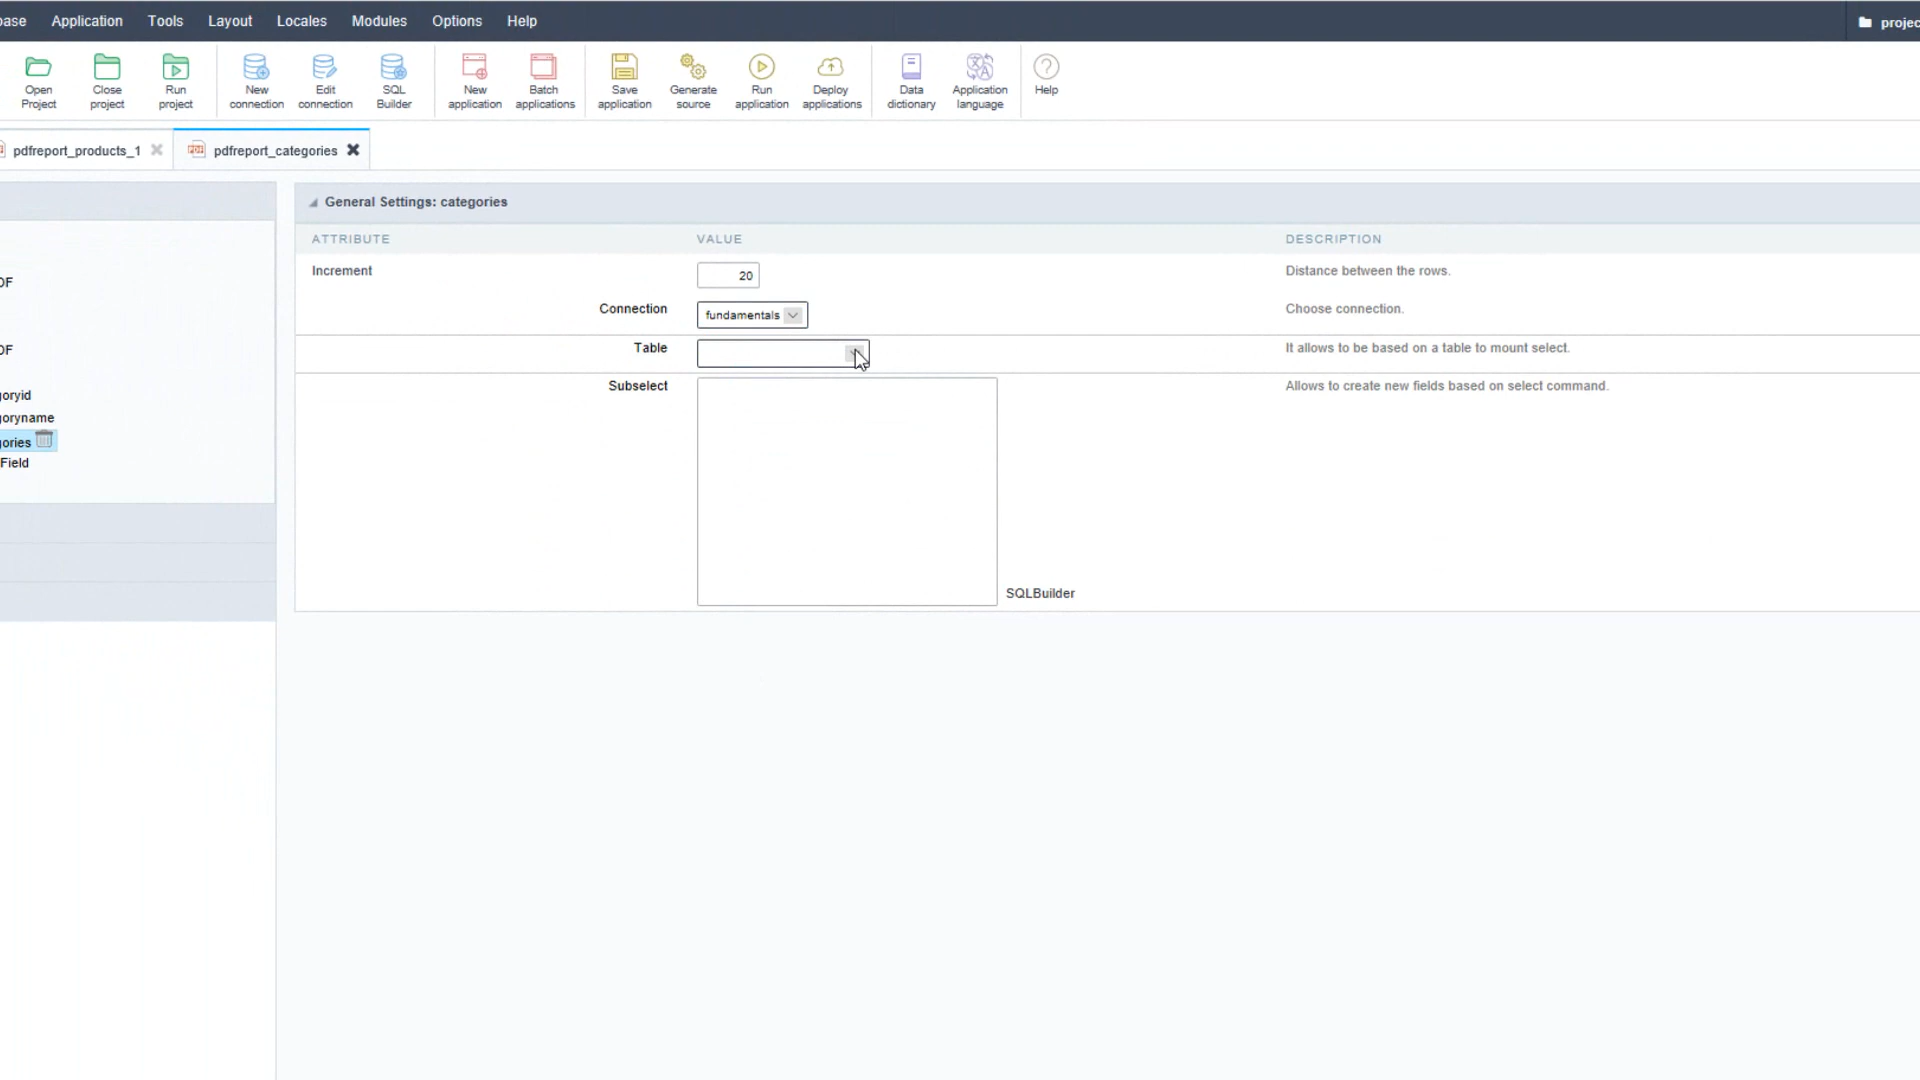 base Application Tools Layout Locales Modules Options Help projec
Open Project
Close project
Run project
New connection
Edit connection
SQL Builder
New application
Batch applications
Save application
Generate source
Run application
Deploy applications
Data dictionary
Application language
Help
pdfreport_products_1
pdfreport_categories
General Settings: categories
ATTRIBUTE VALUE DESCRIPTION
Increment 20 Distance between the rows.
Connection fundamentals Choose connection.
Table It allows to be based on a table to mount select.
Subselect Allows to create new fields based on select command.
SQLBuilder
DF
DF
goryid
goryname
gories
Field